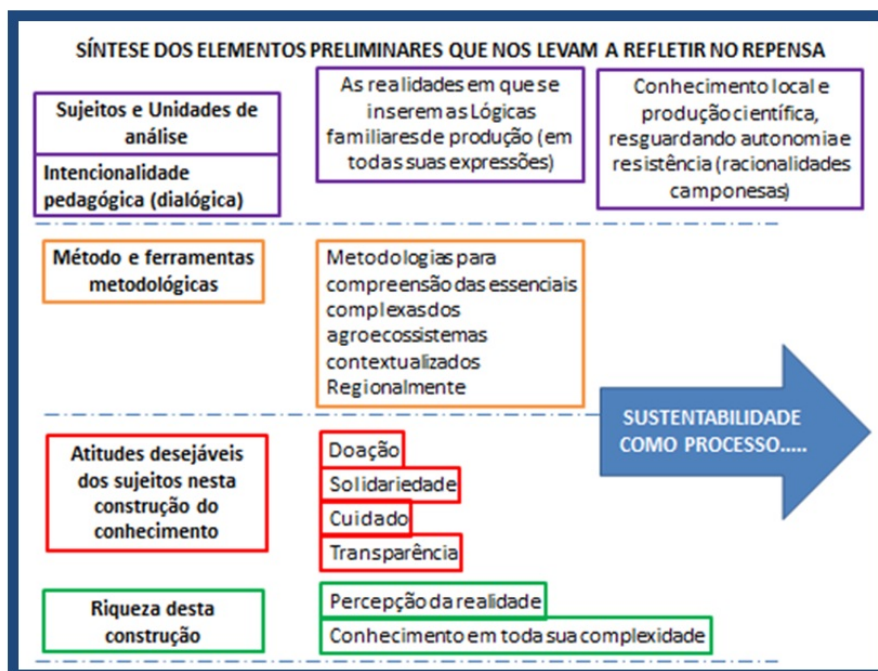 SÍNTESE DOS ELEMENTOS PRELIMINARES QUE NOS LEVAM A REFLETIR NO REPENSA
Sujeitos e Unidades de
análise
Intencionalidade
pedagógica (dialógica)
As realidades em que se
inserem as Lógicas
familiares de produção (em
todas suas expressões)
Conhecimento local e
produção científica,
resguardando autonomia e
resistência (racionalidades
camponesas)
Método e ferramentas
metodológicas
Metodologias para
compreensão das essenciais
complexas dos
agroecossistemas
contextualizados
Regionalmente
SUSTENTABILIDADE
COMO PROCESSO.....
Atitudes desejáveis
dos sujeitos nesta
construção do
conhecimento
Doação
Solidariedade
Cuidado
Transparência
Riqueza desta
construção
Percepção da realidade
Conhecimento em toda sua complexidade